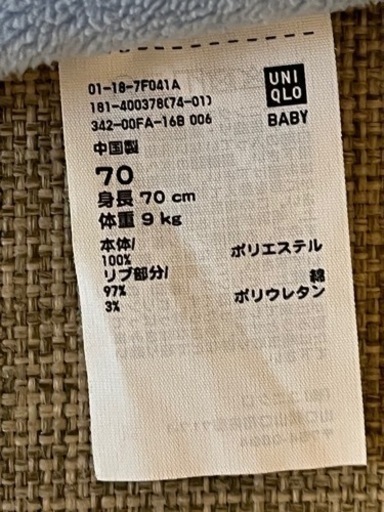 01-18-7F041A
181-400378(74-01)
342-00FA-16B 006
UNI
QLO
BABY
中国製
70
身長 70 cm
体重 9 kg
本体/
100% ポリエステル
リブ部分/
97% 綿
3% ポリウレタン